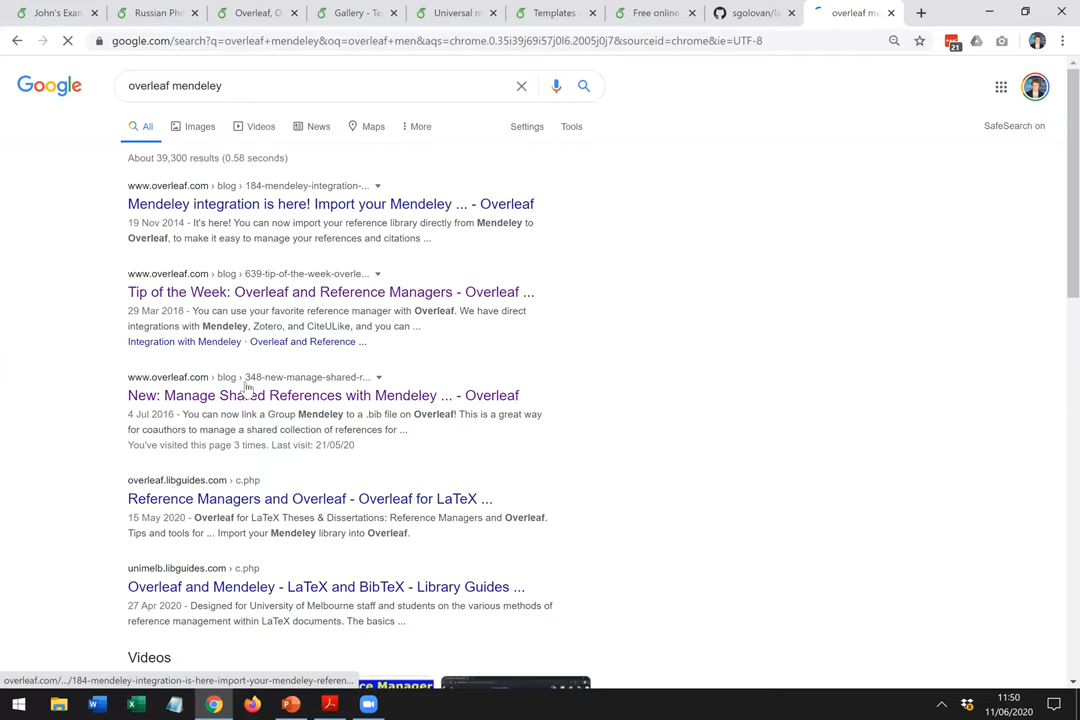 John's Exan
Russian Pho
Overleaf, O
Gallery - Te
Universal m
Templates -
Free online
sgolovan/li
overleaf me
google.com/search?q=overleaf+mendeley&oq=overleaf+men&aqs=chrome.0.35i39j69i57j0l6.2005j0j7&sourceid=chrome&ie=UTF-8
21
Google
overleaf mendeley
All
Images
Videos
News
Maps
More
Settings
Tools
SafeSearch on
About 39,300 results (0.58 seconds)
www.overleaf.com › blog › 184-mendeley-integration-...
Mendeley integration is here! Import your Mendeley ... - Overleaf
19 Nov 2014 - It's here! You can now import your reference library directly from Mendeley to
Overleaf, to make it easy to manage your references and citations ...
www.overleaf.com › blog › 639-tip-of-the-week-overle...
Tip of the Week: Overleaf and Reference Managers - Overleaf ...
29 Mar 2018 - You can use your favorite reference manager with Overleaf. We have direct
integrations with Mendeley, Zotero, and CiteULike, and you can ...
Integration with Mendeley · Overleaf and Reference ...
www.overleaf.com › blog › 348-new-manage-shared-r...
New: Manage Shared References with Mendeley ... - Overleaf
4 Jul 2016 - You can now link a Group Mendeley to a .bib file on Overleaf! This is a great way
for coauthors to manage a shared collection of references for ...
You've visited this page 3 times. Last visit: 21/05/20
overleaf.libguides.com › c.php
Reference Managers and Overleaf - Overleaf for LaTeX ...
15 May 2020 - Overleaf for LaTeX Theses & Dissertations: Reference Managers and Overleaf.
Tips and tools for ... Import your Mendeley library into Overleaf.
unimelb.libguides.com › c.php
Overleaf and Mendeley - LaTeX and BibTeX - Library Guides ...
27 Apr 2020 - Designed for University of Melbourne staff and students on the various methods of
reference management within LaTeX documents. The basics ...
Videos
overleaf.com/.../184-mendeley-integration-is-here-import-your-mendeley-referen...
ce Manager
11:50
11/06/2020